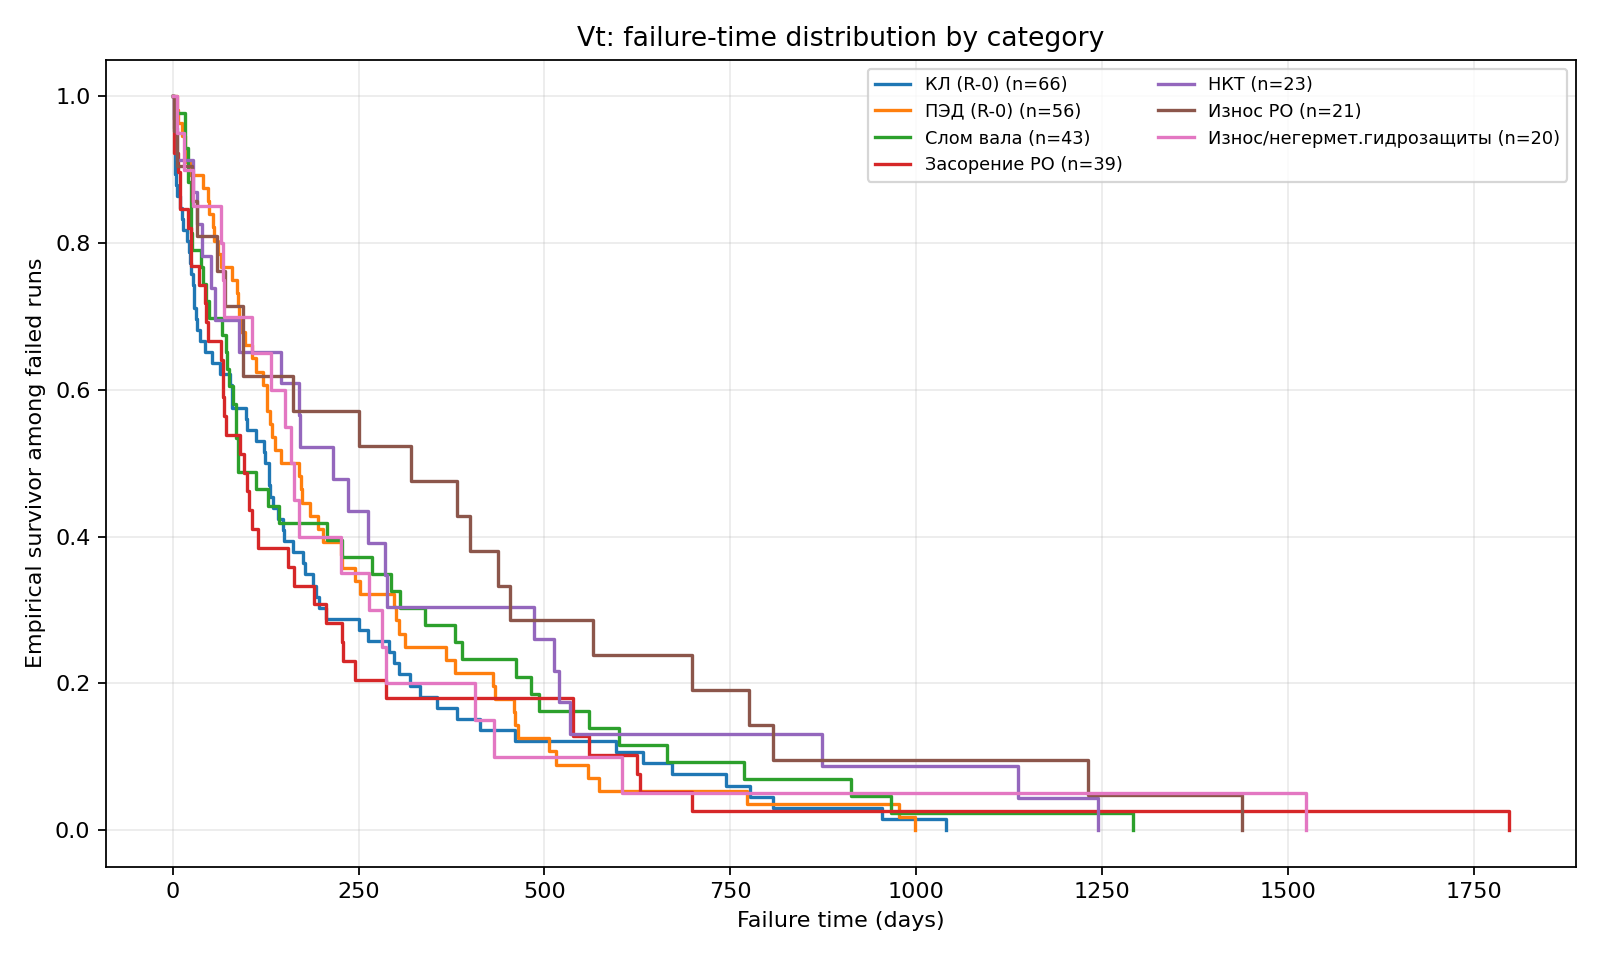 Vt: failure-time distribution by category
КЛ (R-0) (n=66)
ПЭД (R-0) (n=56)
Слом вала (n=43)
Засорение РО (n=39)
НКТ (n=23)
Износ РО (n=21)
Износ/негермет.гидрозащиты (n=20)
Empirical survivor among failed runs
1.0
0.8
0.6
0.4
0.2
0.0
0 250 500 750 1000 1250 1500 1750
Failure time (days)